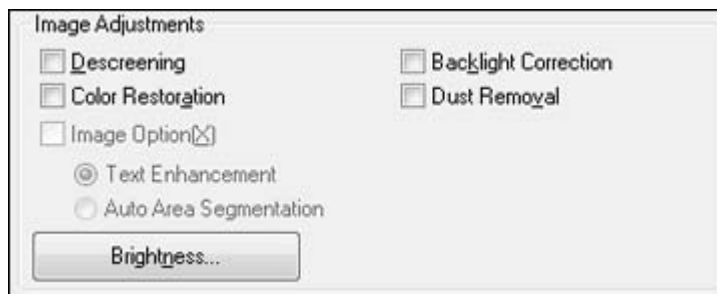 Image Adjustments
Descreening
Backlight Correction
Color Restoration
Dust Removal
Image Option(X)
Text Enhancement
Auto Area Segmentation
Brightness...